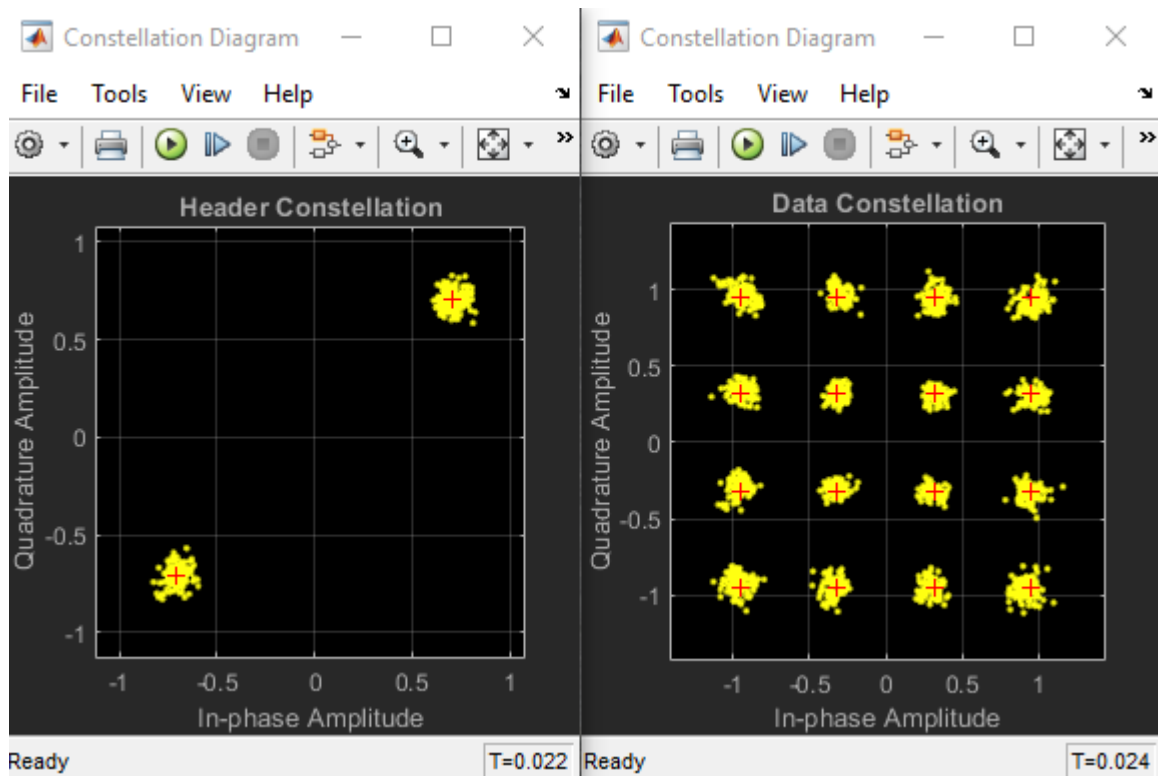 Constellation Diagram
File Tools View Help
»
Header Constellation
Quadrature Amplitude
1
0.5
0
-0.5
-1
-1 -0.5 0 0.5 1
In-phase Amplitude
Ready T=0.022
Constellation Diagram
File Tools View Help
»
Data Constellation
Quadrature Amplitude
1
0.5
0
-0.5
-1
-1 -0.5 0 0.5 1
In-phase Amplitude
Ready T=0.024